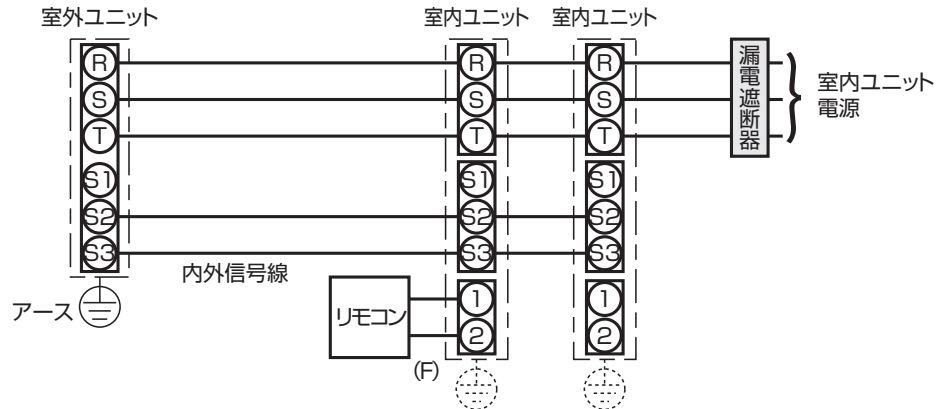 室外ユニット
室内ユニット
室内ユニット
R
S
T
S1
S2
S3
R
S
T
S1
S2
S3
1
2
R
S
T
S1
S2
S3
1
2
漏電遮断器
室内ユニット
電源
内外信号線
アース
リモコン
(F)